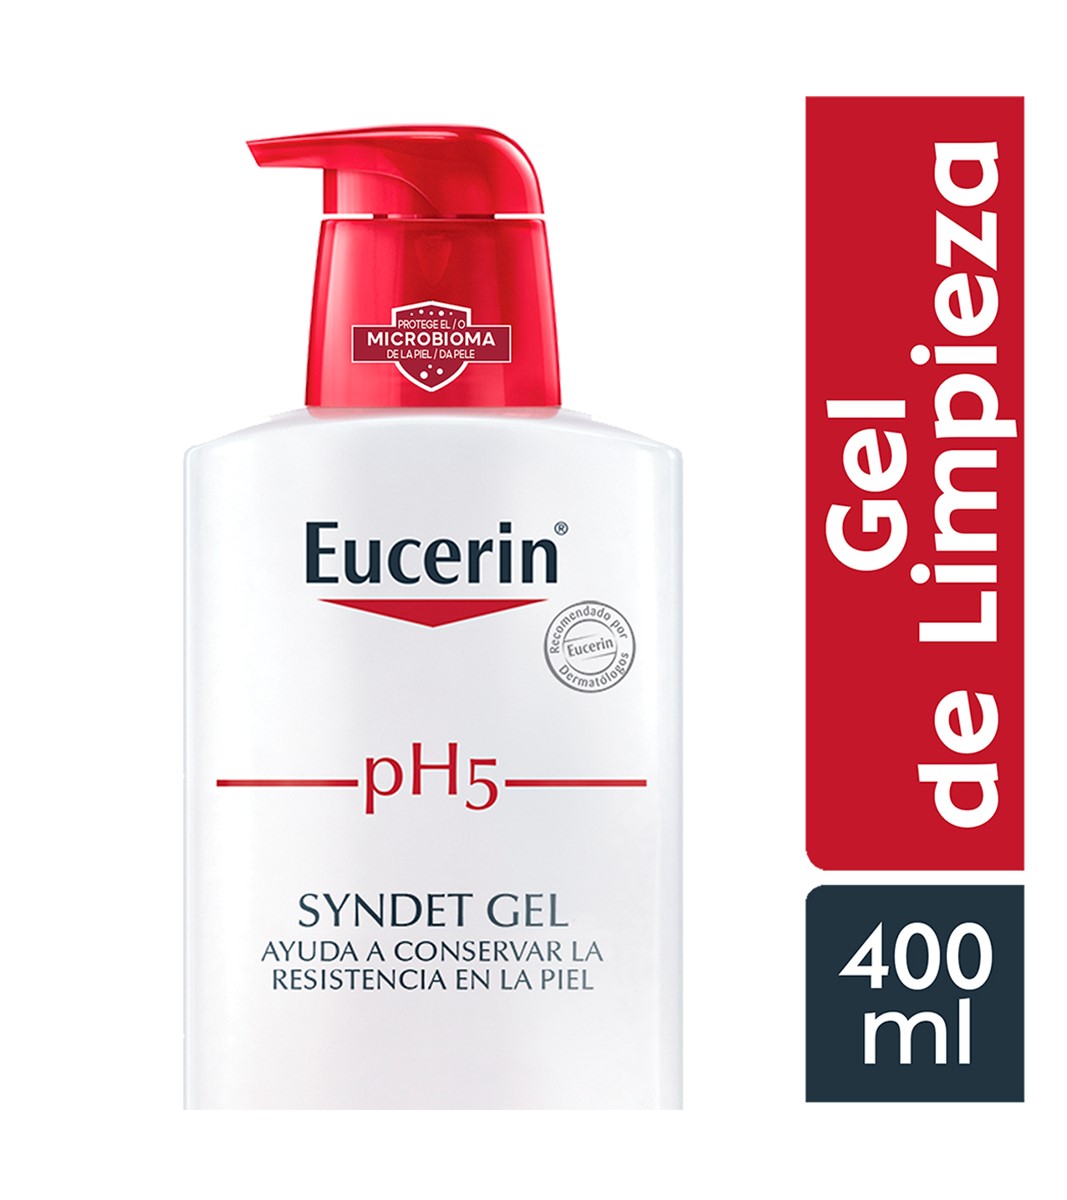 PROTEGE EL / O
MICROBIOMA
DE LA PIEL / DA PELE
Eucerin®
Recomendado por
Eucerin
Dermatólogos
pH5
SYNDET GEL
AYUDA A CONSERVAR LA
RESISTENCIA EN LA PIEL
Gel
de Limpieza
400
ml